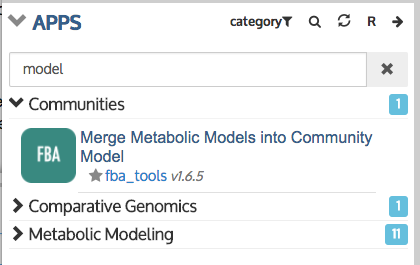 APPS category R
model
Communities 1
FBA Merge Metabolic Models into Community
Model
fba_tools v1.6.5
Comparative Genomics 1
Metabolic Modeling 11